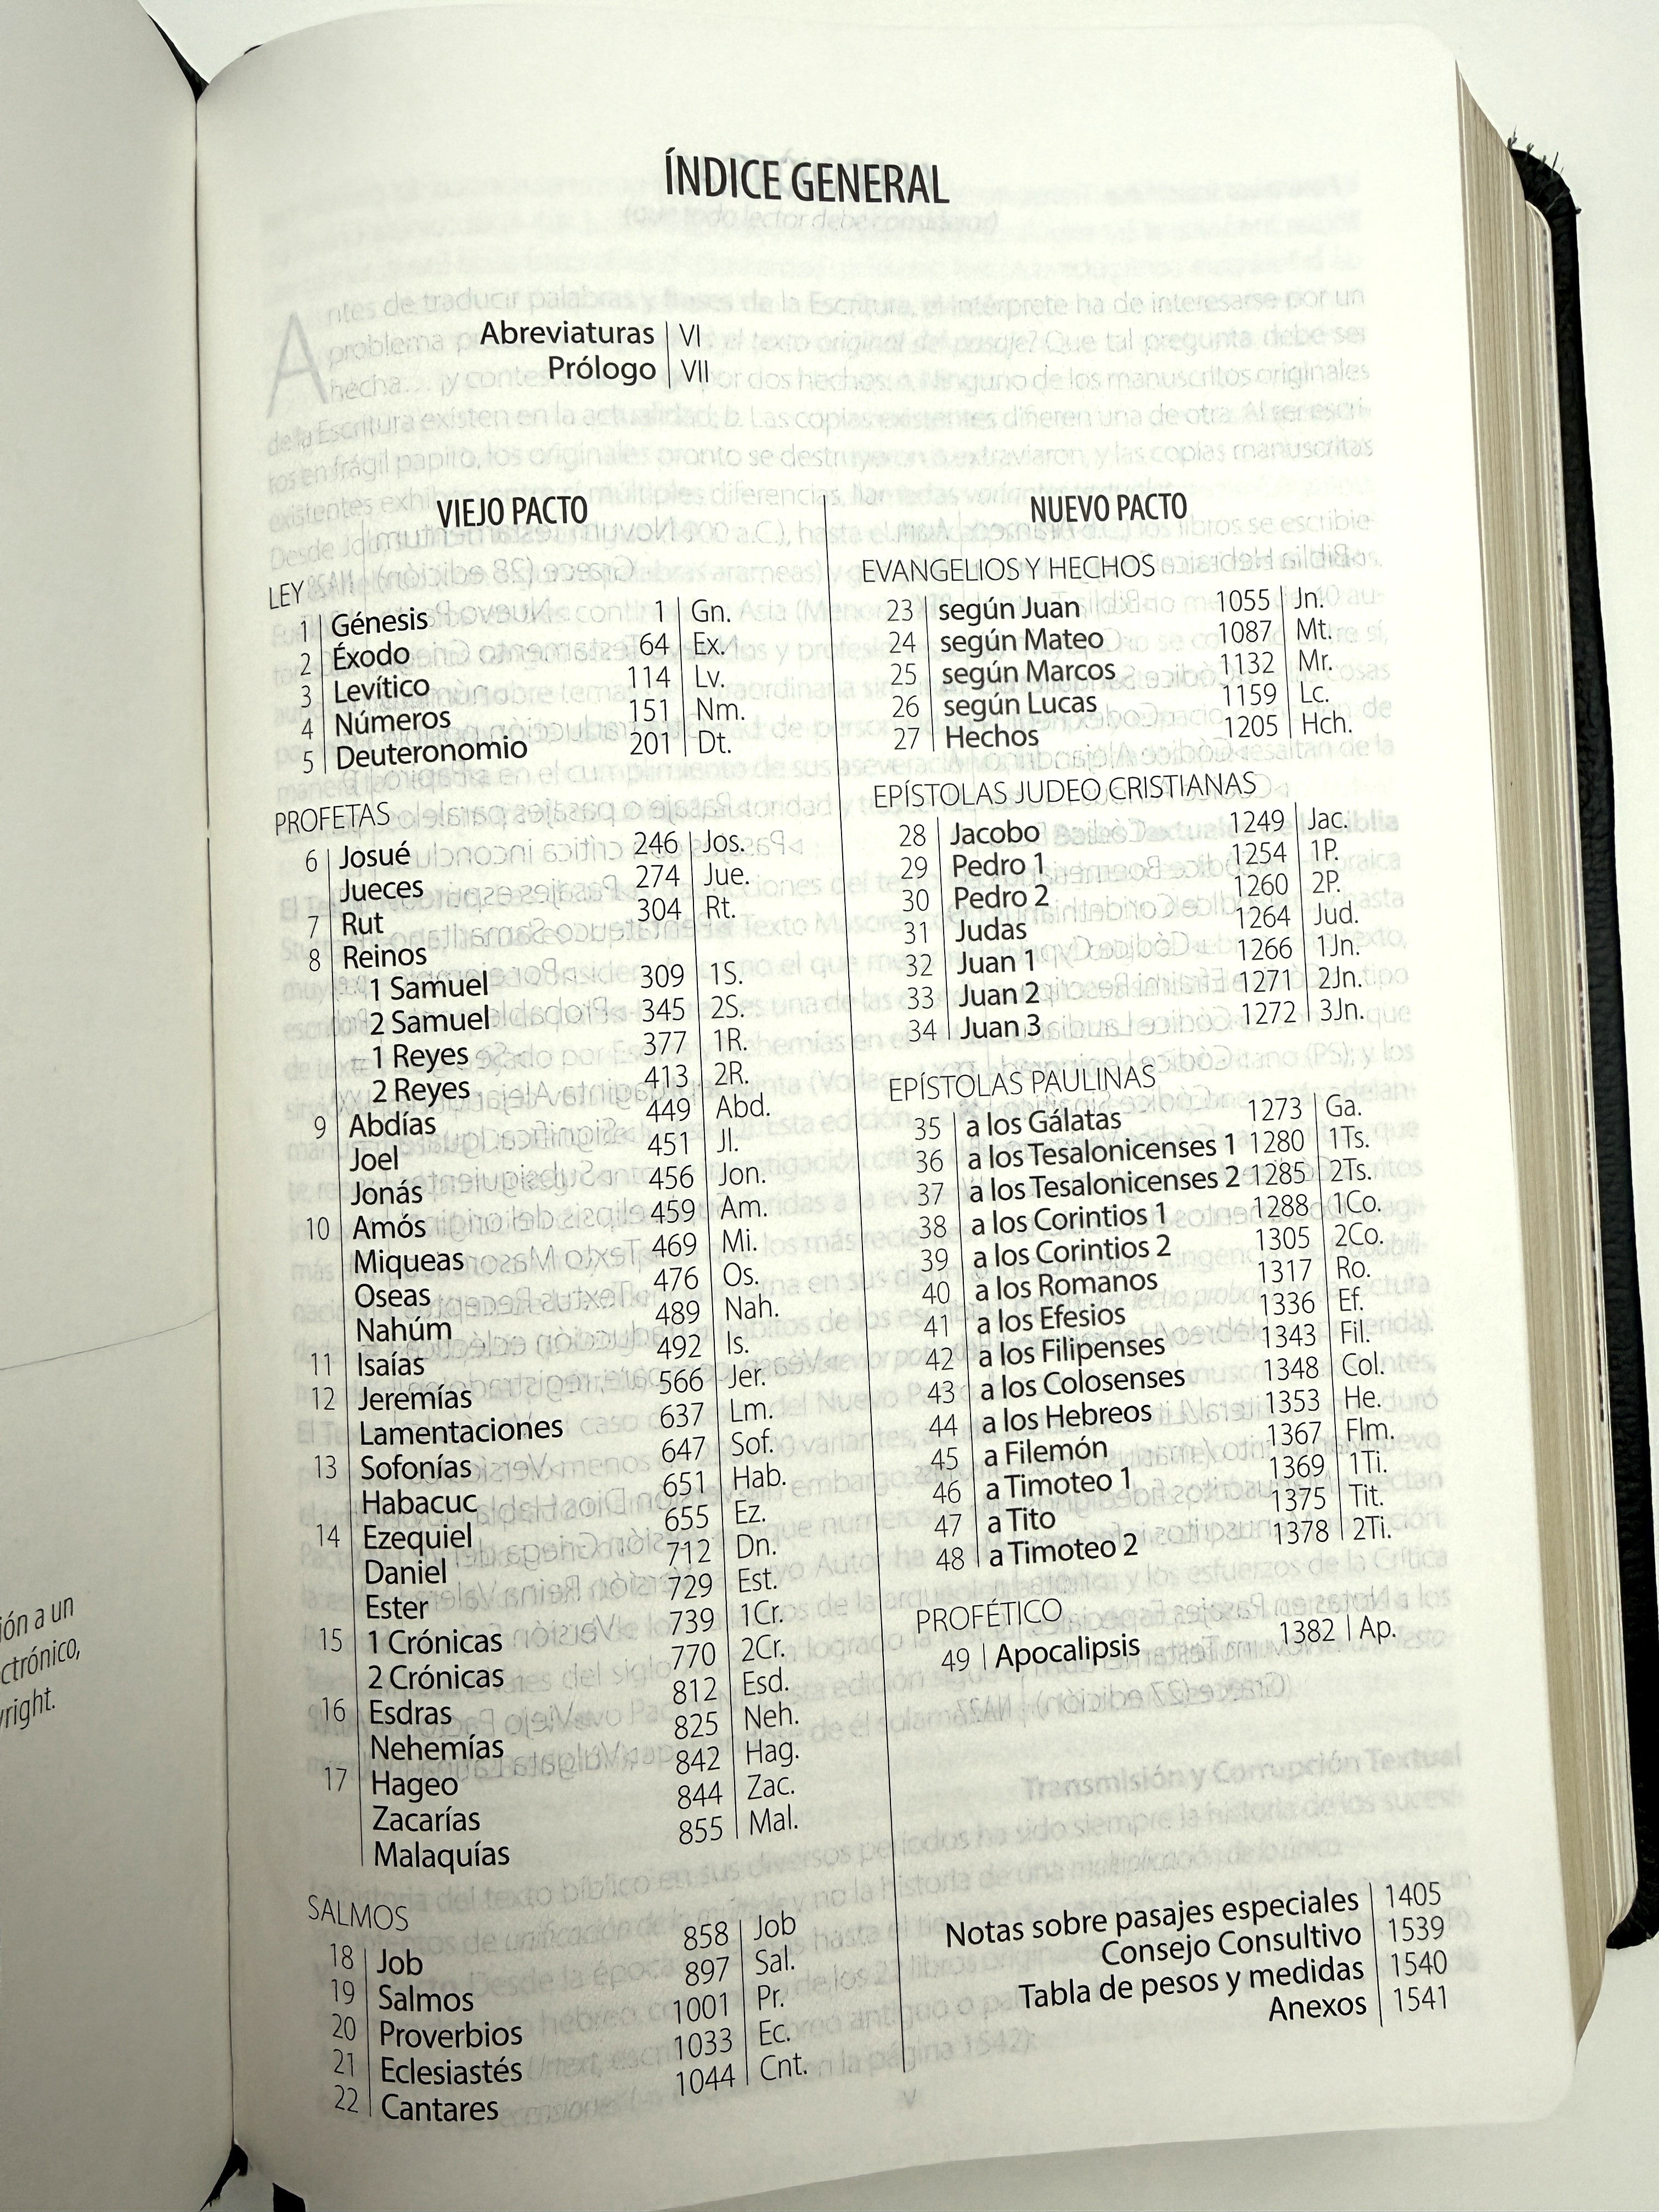 ÍNDICE GENERAL
Abreviaturas | VI
Prólogo | VII
VIEJO PACTO
LEY
1 | Génesis 1 | Gn.
2 | Éxodo 64 | Ex.
3 | Levítico 114 | Lv.
4 | Números 151 | Nm.
5 | Deuteronomio 201 | Dt.
PROFETAS
6 | Josué 246 | Jos.
Jueces 274 | Jue.
7 | Rut 304 | Rt.
8 | Reinos
1 Samuel 309 | 1S.
2 Samuel 345 | 2S.
1 Reyes 377 | 1R.
2 Reyes 413 | 2R.
9 | Abdías 449 | Abd.
Joel 451 | Jl.
Jonás 456 | Jon.
10 | Amós 459 | Am.
Miqueas 469 | Mi.
Oseas 476 | Os.
Nahúm 489 | Nah.
11 | Isaías 492 | Is.
12 | Jeremías 566 | Jer.
Lamentaciones 637 | Lm.
13 | Sofonías 647 | Sof.
Habacuc 651 | Hab.
14 | Ezequiel 655 | Ez.
Daniel 712 | Dn.
Ester 729 | Est.
15 | 1 Crónicas 739 | 1Cr.
2 Crónicas 770 | 2Cr.
16 | Esdras 812 | Esd.
Nehemías 825 | Neh.
17 | Hageo 842 | Hag.
Zacarías 844 | Zac.
Malaquías 855 | Mal.
SALMOS
18 | Job 858 | Job
19 | Salmos 897 | Sal.
20 | Proverbios 1001 | Pr.
21 | Eclesiastés 1033 | Ec.
22 | Cantares 1044 | Cnt.
NUEVO PACTO
EVANGELIOS Y HECHOS
23 | según Juan 1055 | Jn.
24 | según Mateo 1087 | Mt.
25 | según Marcos 1132 | Mr.
26 | según Lucas 1159 | Lc.
27 | Hechos 1205 | Hch.
EPÍSTOLAS JUDEO CRISTIANAS
28 | Jacobo 1249 | Jac.
29 | Pedro 1 1254 | 1P.
30 | Pedro 2 1260 | 2P.
31 | Judas 1264 | Jud.
32 | Juan 1 1266 | 1Jn.
33 | Juan 2 1271 | 2Jn.
34 | Juan 3 1272 | 3Jn.
EPÍSTOLAS PAULINAS
35 | a los Gálatas 1273 | Ga.
36 | a los Tesalonicenses 1 1280 | 1Ts.
37 | a los Tesalonicenses 2 1285 | 2Ts.
38 | a los Corintios 1 1288 | 1Co.
39 | a los Corintios 2 1305 | 2Co.
40 | a los Romanos 1317 | Ro.
41 | a los Efesios 1336 | Ef.
42 | a los Filipenses 1343 | Fil.
43 | a los Colosenses 1348 | Col.
44 | a los Hebreos 1353 | He.
45 | a Filemón 1367 | Flm.
46 | a Timoteo 1 1369 | 1Ti.
47 | a Tito 1375 | Tit.
48 | a Timoteo 2 1378 | 2Ti.
PROFÉTICO
49 | Apocalipsis 1382 | Ap.
Notas sobre pasajes especiales | 1405
Consejo Consultivo | 1539
Tabla de pesos y medidas | 1540
Anexos | 1541
ión a un
ctrónico,
right.